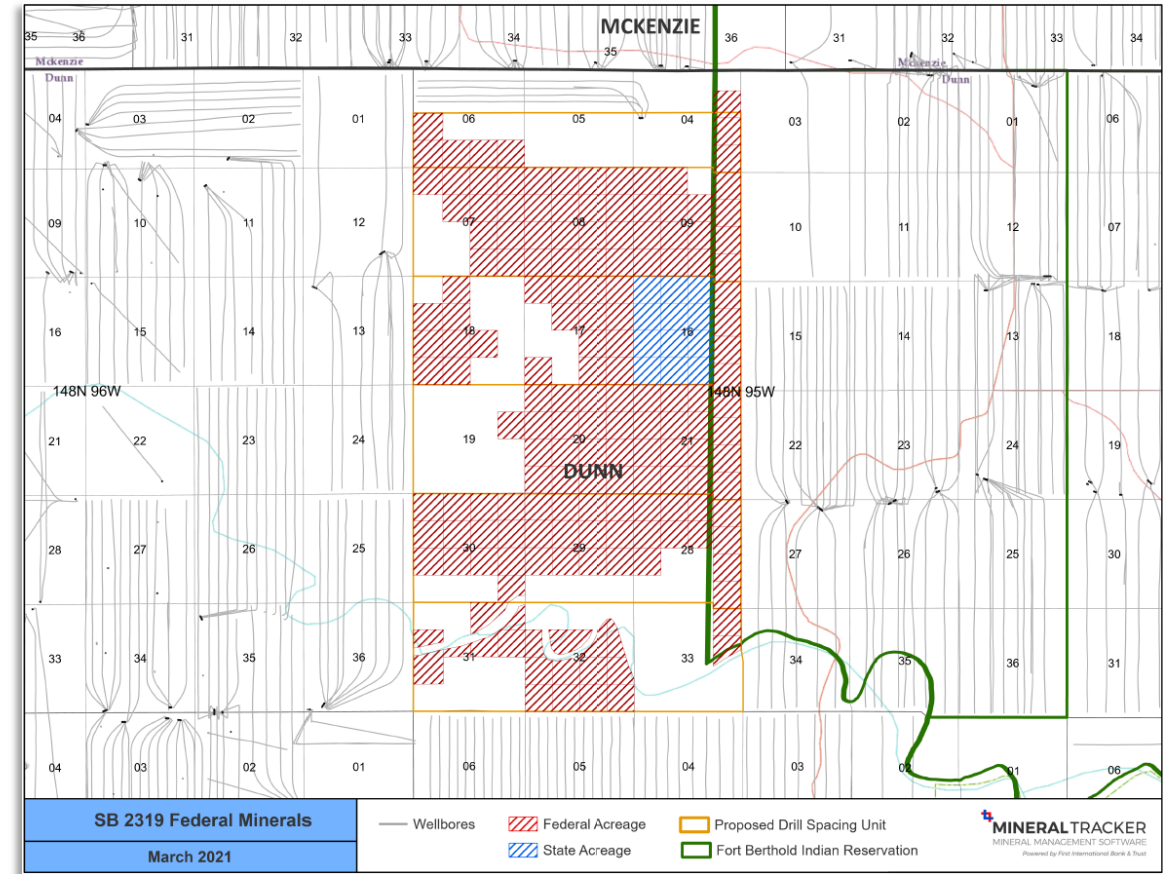 MCKENZIE
35 36 31 32 33 35 36 31 32 33 34
Mckenzie Mckenzie
Dunn Dunn
04 03 02 01 06 05 04 03 02 01 06
09 10 11 12 07 08 09 10 11 12 07
16 15 14 13 18 17 16 15 14 13 18
148N 96W 148N 95W
21 22 23 24 19 20 21 22 23 24 19
DUNN
28 27 26 25 30 29 28 27 26 25 30
33 34 35 36 31 32 33 34 35 36 31
04 03 02 01 06 05 04 03 02 01 06
SB 2319 Federal Minerals
March 2021
Wellbores
Federal Acreage
State Acreage
Proposed Drill Spacing Unit
Fort Berthold Indian Reservation
MINERALTRACKER
MINERAL MANAGEMENT SOFTWARE
Powered by First International Bank & Trust